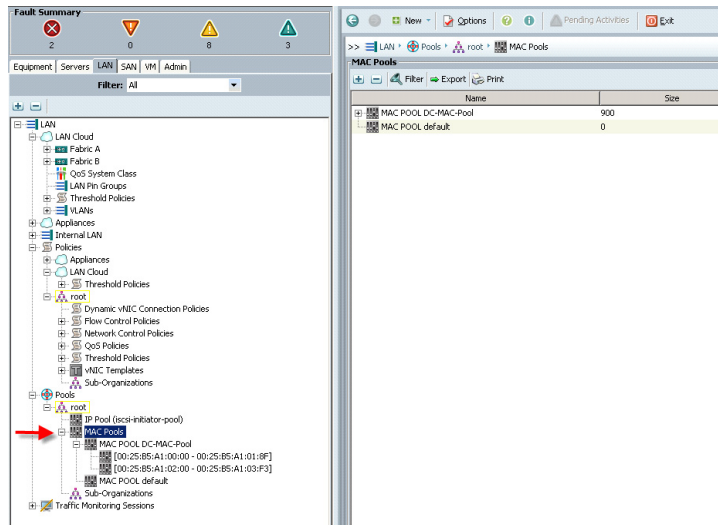 Fault Summary
2 0 8 3
Equipment Servers LAN SAN VM Admin
Filter: All
LAN
LAN Cloud
Fabric A
Fabric B
QoS System Class
LAN Pin Groups
Threshold Policies
VLANs
Appliances
Internal LAN
Policies
Appliances
LAN Cloud
Threshold Policies
root
Dynamic vNIC Connection Policies
Flow Control Policies
Network Control Policies
QoS Policies
Threshold Policies
vNIC Templates
Sub-Organizations
Pools
root
IP Pool (iscsi-initiator-pool)
MAC Pools
MAC POOL DC-MAC-Pool
[00:25:B5:A1:00:00 - 00:25:B5:A1:01:8F]
[00:25:B5:A1:02:00 - 00:25:B5:A1:03:F3]
MAC POOL default
Sub-Organizations
Traffic Monitoring Sessions
New Options Pending Activities Exit
>> LAN Pools root MAC Pools
MAC Pools
Filter Export Print
Name Size
MAC POOL DC-MAC-Pool 900
MAC POOL default 0